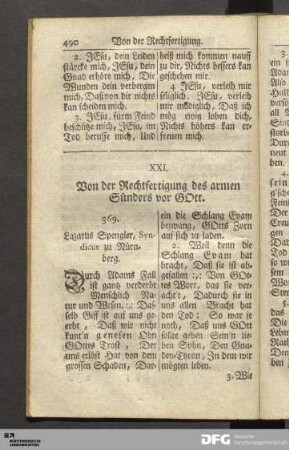 490 Von der Rechtfertigung.
2. JEsu, dein Leiden
stärcke mich, JEsu, dein
Gnad erhöre mich, Die
Wunden dein verbergen
mich, Daß von dir nichts
kan scheiden mich.
3. JEsu, fürm Feind
beschütz mich, JEsu, im
Tod beruffe mich, Und
heiß mich kommen nauff
zu dir, Nichts bessers kan
geschehen mir.
4 JEsu, verleih mir
seliglich, JEsu, verleih
mir mildiglich, Daß ich
mög ewig loben dich,
Nichts höhers kan er-
freuen mich.
XXI.
Von der Rechtfertigung des armen
Sünders vor GOtt.
369.
Lazarus Spengler, Syn-
dicus zu Nürn-
berg.
Durch Adams Fall
ist gantz verderbt
Menschlich Na-
tur und Wesen, :,: Das-
selb Gift ist auf uns ge-
erbt, Daß wir nicht
kont'n genesen Ohn
GOttes Trost, Der
uns erlöst Hat von dem
grossen Schaden, Dar-
ein die Schlang Evam
bezwang, GOtts Zorn
auf sich zu laden.
2. Weil denn die
Schlang Evam hat
bracht, Daß sie ist ab-
gefallen :,: Von GOt-
tes Wort, das sie ver-
acht't, Dadurch sie in
uns allen Bracht hat
den Tod: So war je
noth, Daß uns GOtt
sollte geben Sein'n lie-
ben Sohn, Den Gna-
den-Thron, In dem wir
möchten leben.
3. Wie
DFG Deutsche
Forschungsgemeinschaft